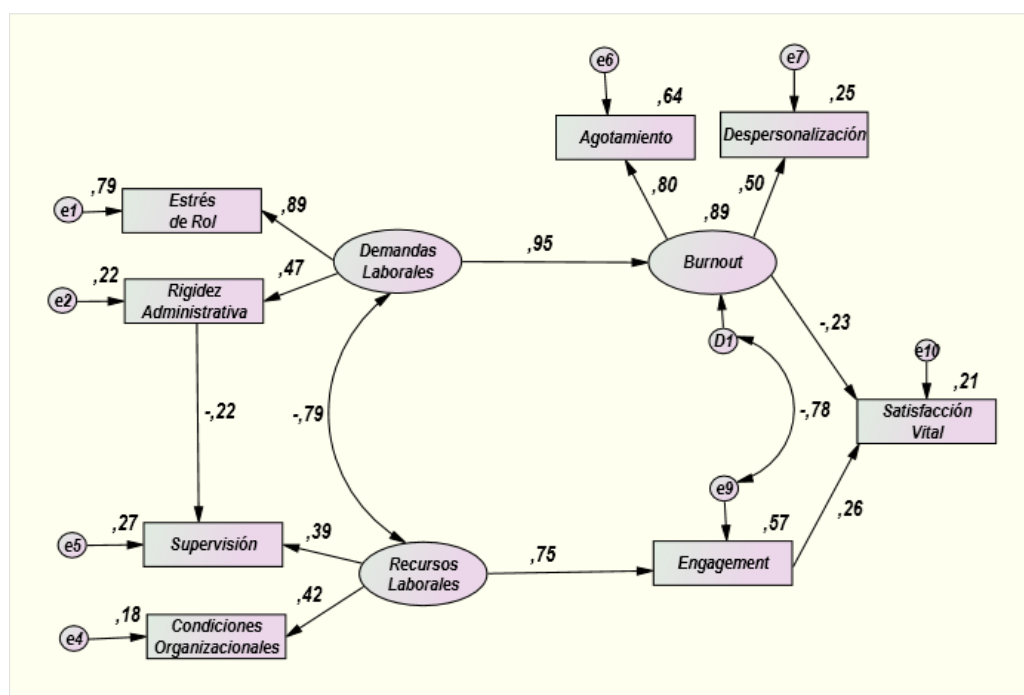 e6
e7
,64
,25
Agotamiento
Despersonalización
,79
e1
Estrés
de Rol
,89
,80
,50
,89
Demandas
Laborales
,95
Burnout
,22
e2
Rigidez
Administrativa
,47
D1
-,23
e10
,21
-,22
-,79
-,78
Satisfacción
Vital
e9
,27
e5
Supervisión
,39
Recursos
Laborales
,75
,57
Engagement
,26
,18
e4
Condiciones
Organizacionales
,42